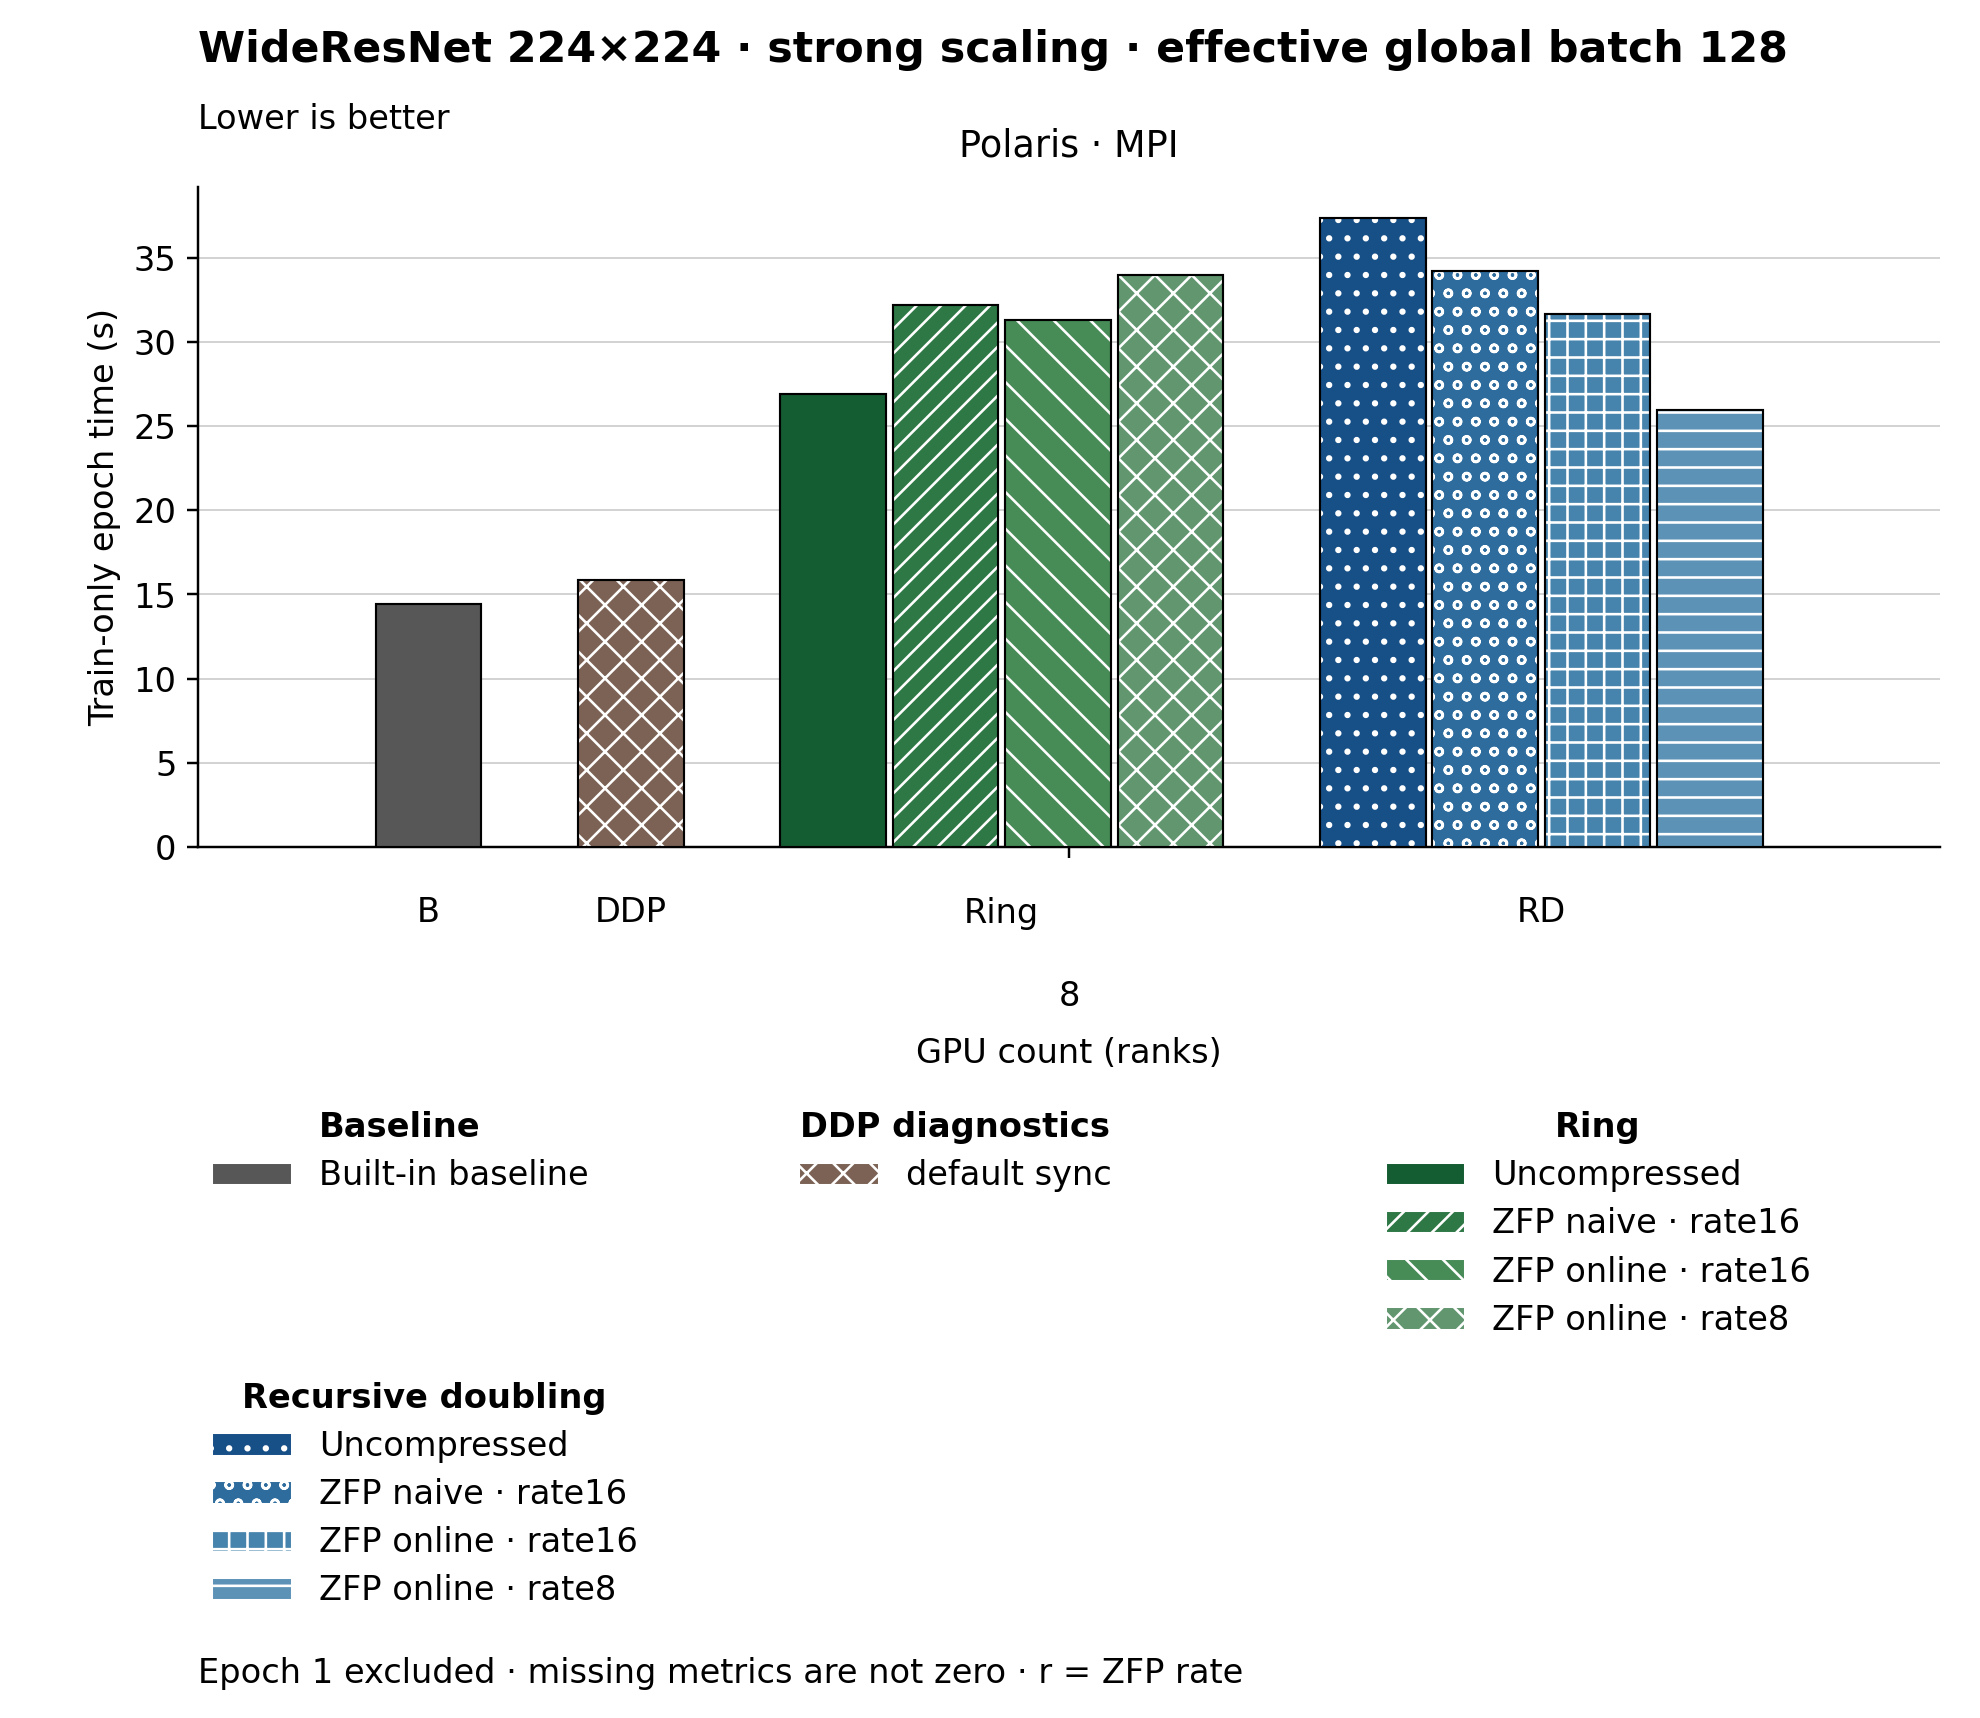 WideResNet 224×224 · strong scaling · effective global batch 128
Lower is better
Polaris · MPI
Train-only epoch time (s)
35
30
25
20
15
10
5
0
B DDP Ring RD
8
GPU count (ranks)
Baseline
Built-in baseline
DDP diagnostics
default sync
Ring
Uncompressed
ZFP naive · rate16
ZFP online · rate16
ZFP online · rate8
Recursive doubling
Uncompressed
ZFP naive · rate16
ZFP online · rate16
ZFP online · rate8
Epoch 1 excluded · missing metrics are not zero · r = ZFP rate